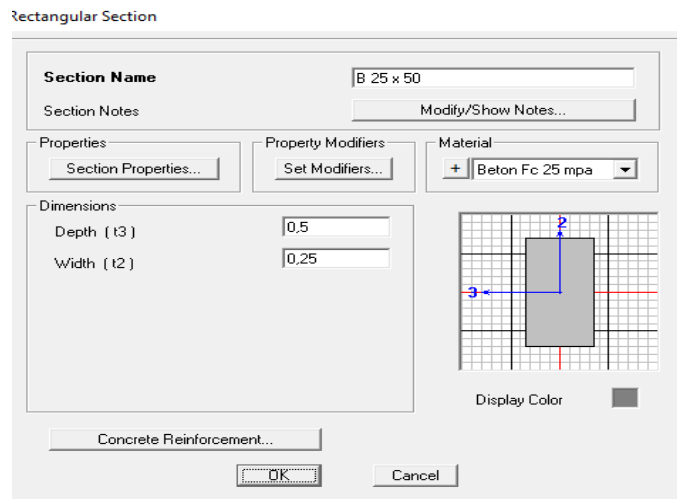 Rectangular Section
Section Name B 25 x 50
Section Notes Modify/Show Notes...
Properties Property Modifiers Material
Section Properties... Set Modifiers... + Beton Fc 25 mpa
Dimensions
Depth ( t3 ) 0,5
Width ( t2 ) 0,25
2
3
Display Color
Concrete Reinforcement...
OK Cancel